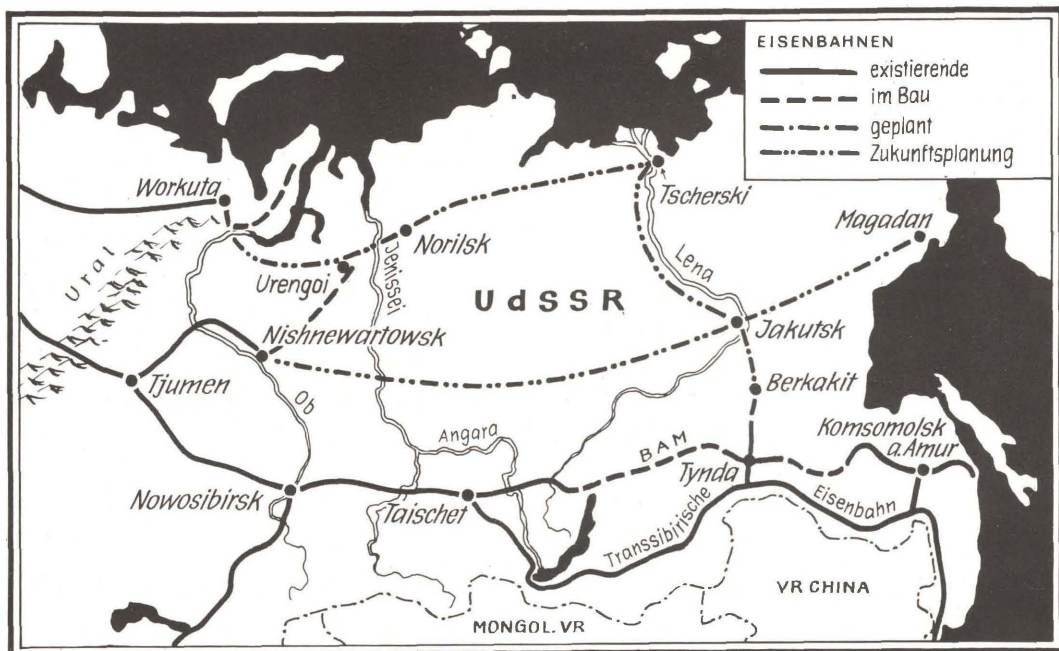 EISENBAHNEN
existierende
im Bau
geplant
Zukunftsplanung
Workuta
Tscherski
Magadan
Ural
Norilsk
Jenissei
Lena
Urengoi
UdSSR
Nishnewartowsk
Jakutsk
Tjumen
Ob
Berkakit
Angara
BAM
Komsomolsk
a. Amur
Tynda
Nowosibirsk
Taischet
Transsibirische
Eisenbahn
VR CHINA
MONGOL. VR